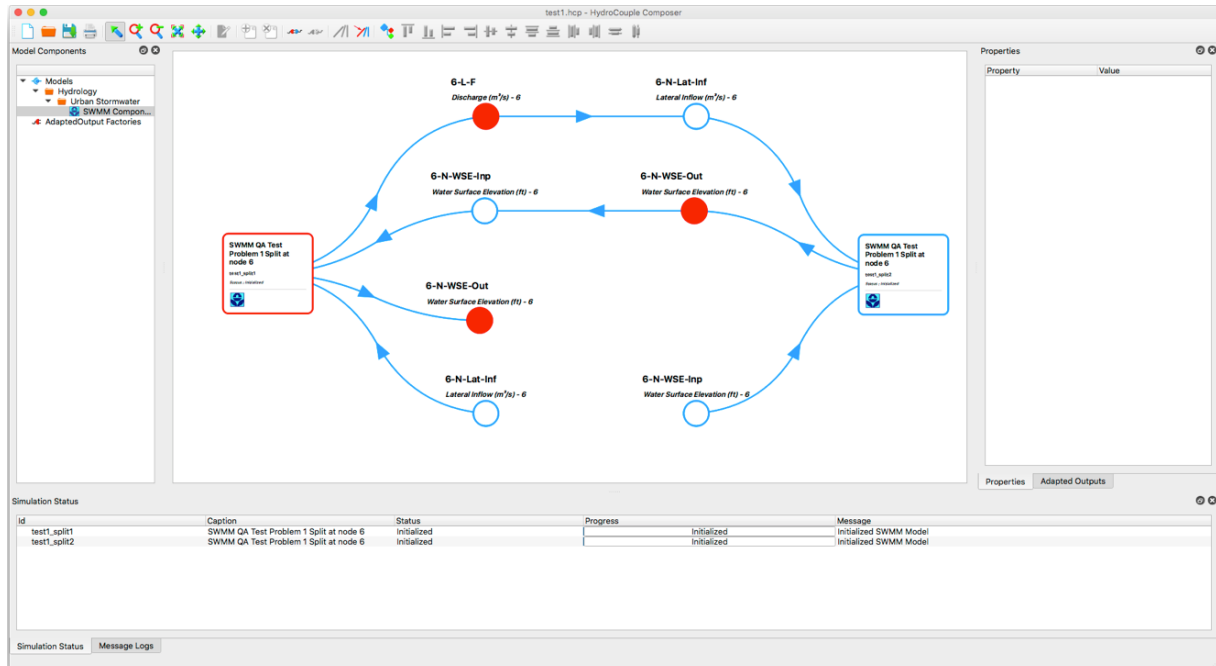 test1.hcp - HydroCouple Composer
Model Components
Models
Hydrology
Urban Stormwater
SWMM Compon...
AdaptedOutput Factories
6-L-F
Discharge (m³/s) - 6
6-N-Lat-Inf
Lateral Inflow (m³/s) - 6
6-N-WSE-Inp
Water Surface Elevation (ft) - 6
6-N-WSE-Out
Water Surface Elevation (ft) - 6
SWMM QA Test
Problem 1 Split at
node 6
test1_split1
Status : Initialized
SWMM QA Test
Problem 1 Split at
node 6
test1_split2
Status : Initialized
6-N-WSE-Out
Water Surface Elevation (ft) - 6
6-N-Lat-Inf
Lateral Inflow (m³/s) - 6
6-N-WSE-Inp
Water Surface Elevation (ft) - 6
Properties
Property Value
Properties Adapted Outputs
Simulation Status
Id Caption Status Progress Message
test1_split1 SWMM QA Test Problem 1 Split at node 6 Initialized Initialized Initialized SWMM Model
test1_split2 SWMM QA Test Problem 1 Split at node 6 Initialized Initialized Initialized SWMM Model
Simulation Status Message Logs